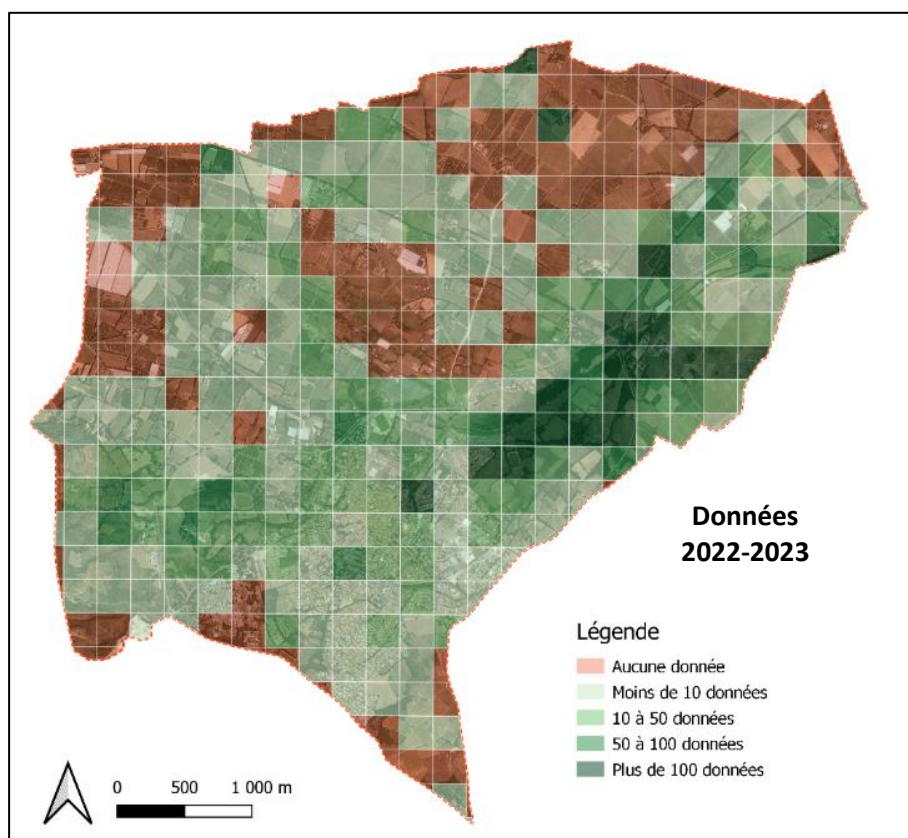 Données
2022-2023
Légende
Aucune donnée
Moins de 10 données
10 à 50 données
50 à 100 données
Plus de 100 données
0 500 1 000 m